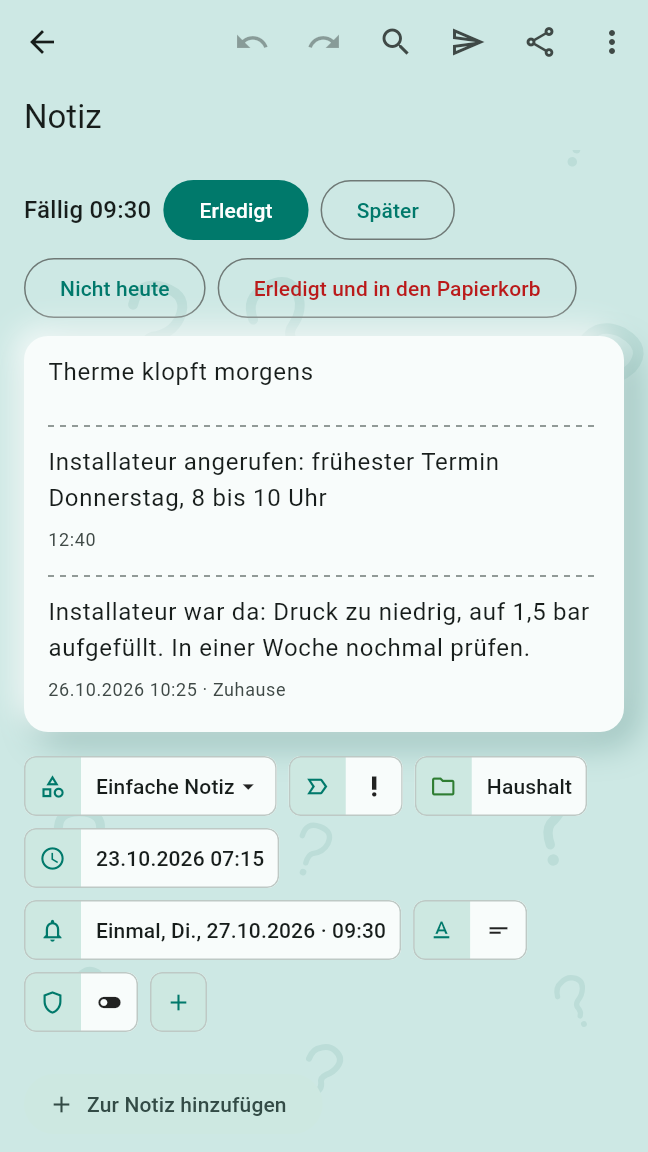 Notiz
Fällig 09:30
Erledigt
Später
Nicht heute
Erledigt und in den Papierkorb
Therme klopft morgens
Installateur angerufen: frühester Termin
Donnerstag, 8 bis 10 Uhr
12:40
Installateur war da: Druck zu niedrig, auf 1,5 bar
aufgefüllt. In einer Woche nochmal prüfen.
26.10.2026 10:25 · Zuhause
Einfache Notiz
Haushalt
23.10.2026 07:15
Einmal, Di., 27.10.2026 · 09:30
Zur Notiz hinzufügen